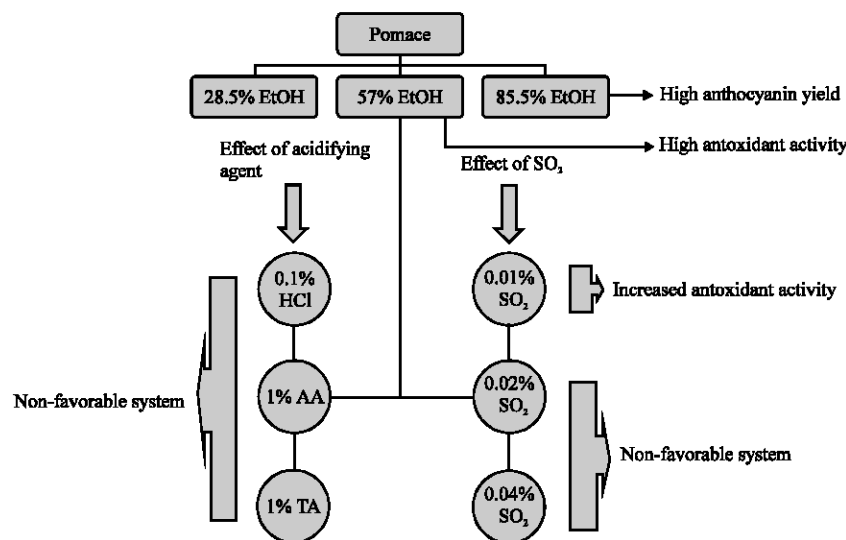 Pomace
28.5% EtOH
57% EtOH
85.5% EtOH
High anthocyanin yield
High antoxidant activity
Effect of acidifying
agent
Effect of SO₂
0.1%
HCl
0.01%
SO₂
Increased antoxidant activity
Non-favorable system
1% AA
0.02%
SO₂
Non-favorable system
1% TA
0.04%
SO₂